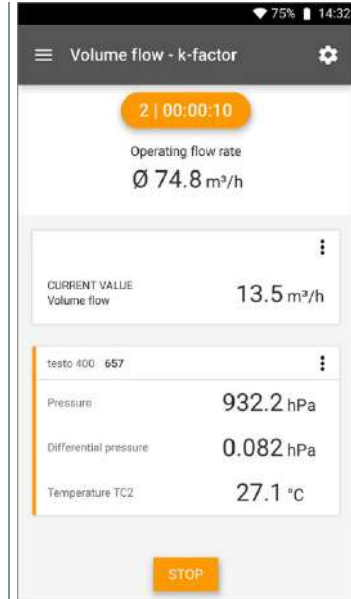 75% 14:32
Volume flow - k-factor
2 | 00:00:10
Operating flow rate
Ø 74.8 m³/h
CURRENT VALUE
Volume flow 13.5 m³/h
testo 400 657
Pressure 932.2 hPa
Differential pressure 0.082 hPa
Temperature TC2 27.1 °C
STOP